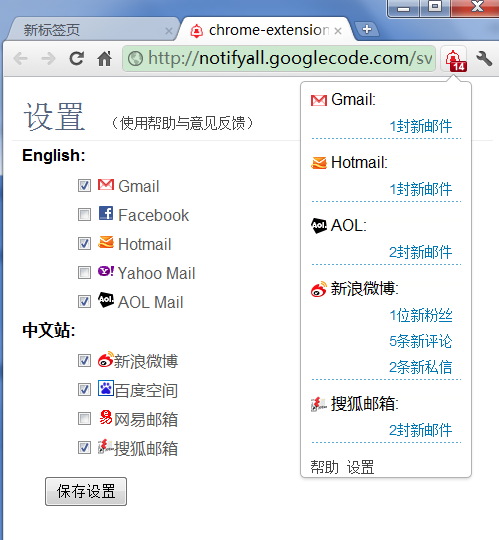 新标签页
chrome-extension
http://notifyall.googlecode.com/sv
14
设置 （使用帮助与意见反馈）
English:
Gmail
Facebook
Hotmail
Yahoo Mail
AOL Mail
中文站:
新浪微博
百度空间
网易邮箱
搜狐邮箱
保存设置
Gmail:
1封新邮件
Hotmail:
1封新邮件
AOL:
2封新邮件
新浪微博:
1位新粉丝
5条新评论
2条新私信
搜狐邮箱:
2封新邮件
帮助 设置